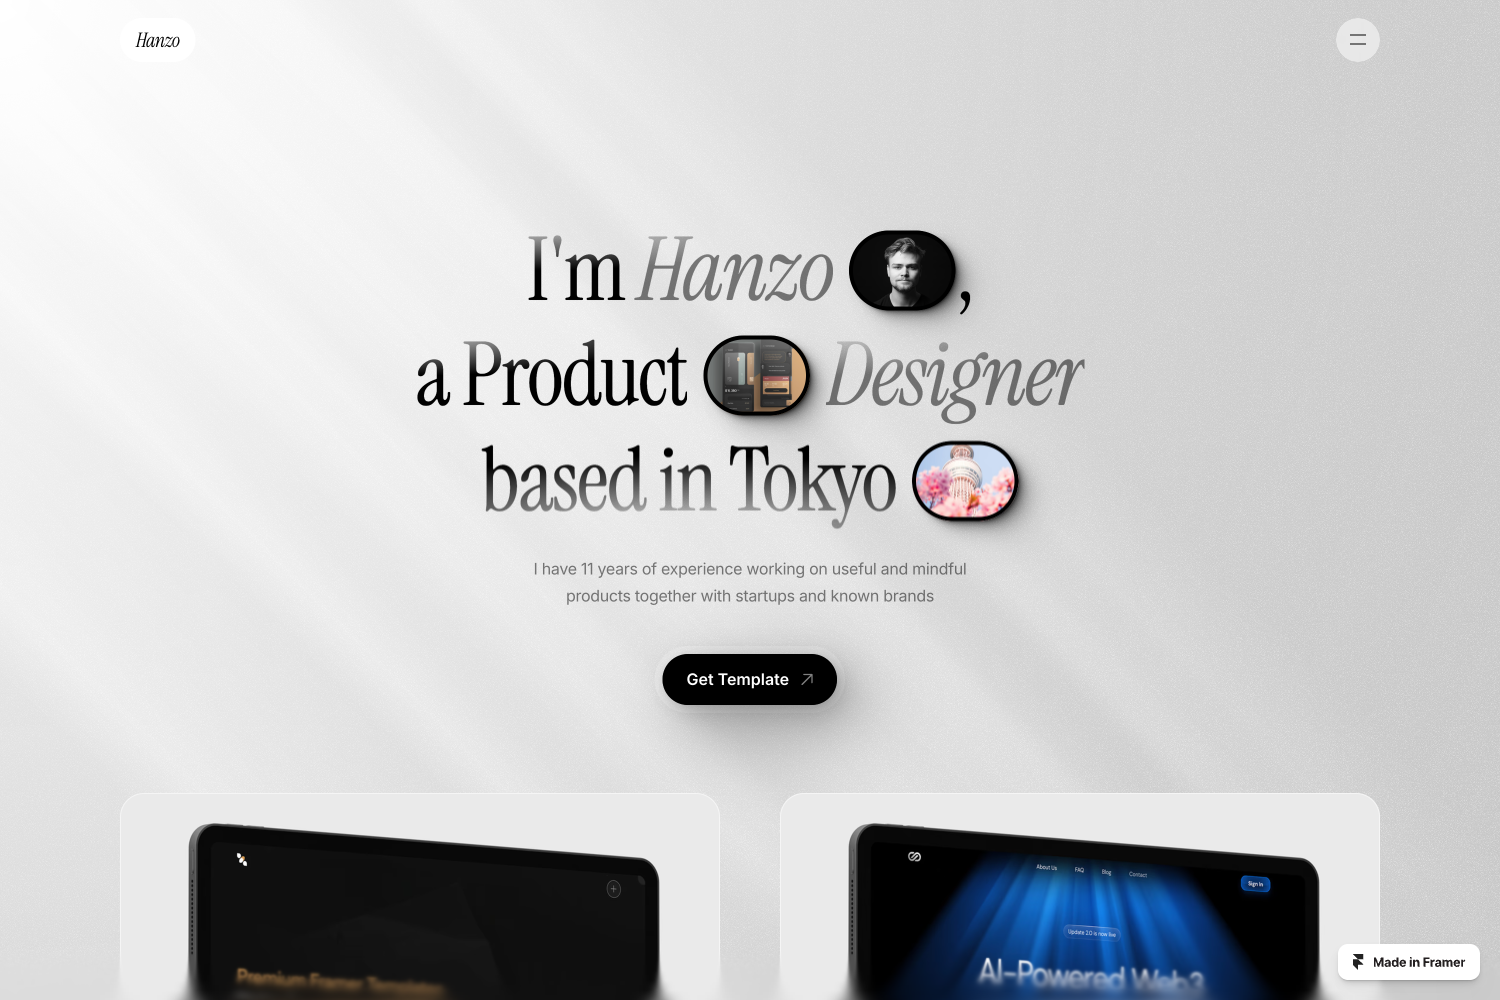 Hanzo
I'm Hanzo ,
a Product Designer
based in Tokyo
I have 11 years of experience working on useful and mindful
products together with startups and known brands
Get Template
Premium Framer Templates
About Us FAQ Blog Contact
Sign In
Update 2.0 is now live
AI-Powered Web3
Made in Framer